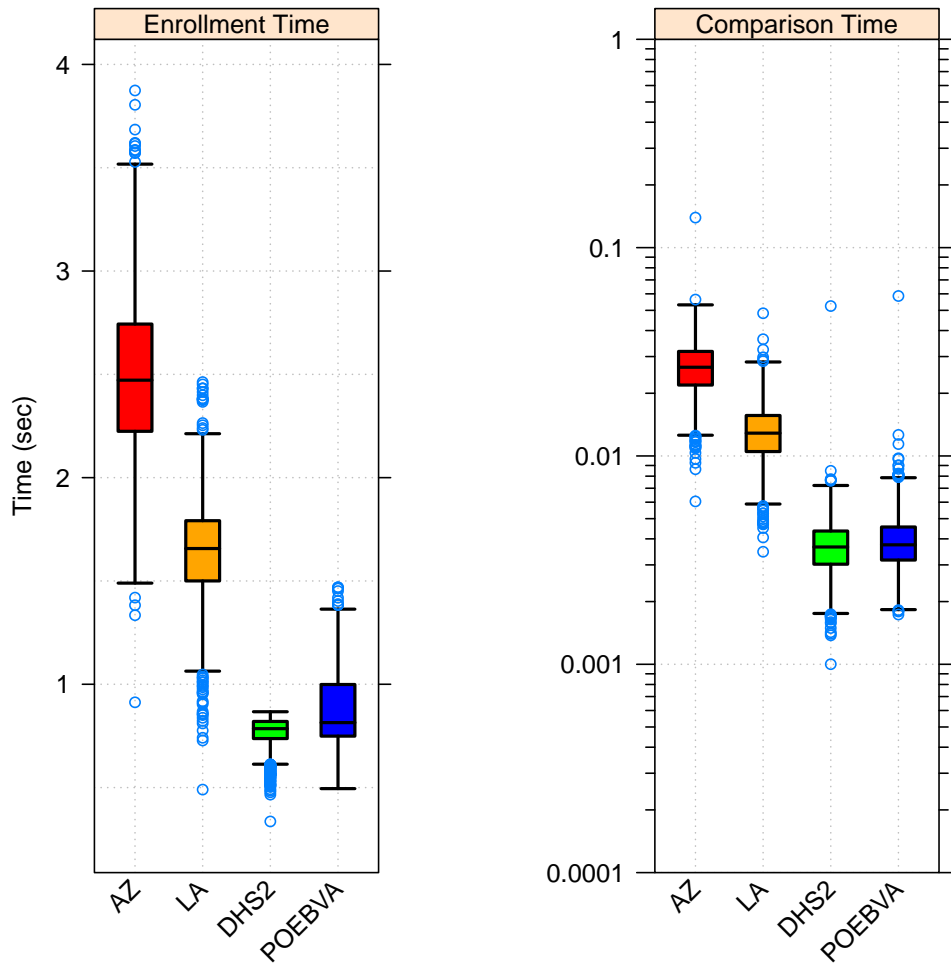 Enrollment Time
Time (sec)
4
3
2
1
AZ
LA
DHS2
POEBVA
Comparison Time
1
0.1
0.01
0.001
0.0001
AZ
LA
DHS2
POEBVA